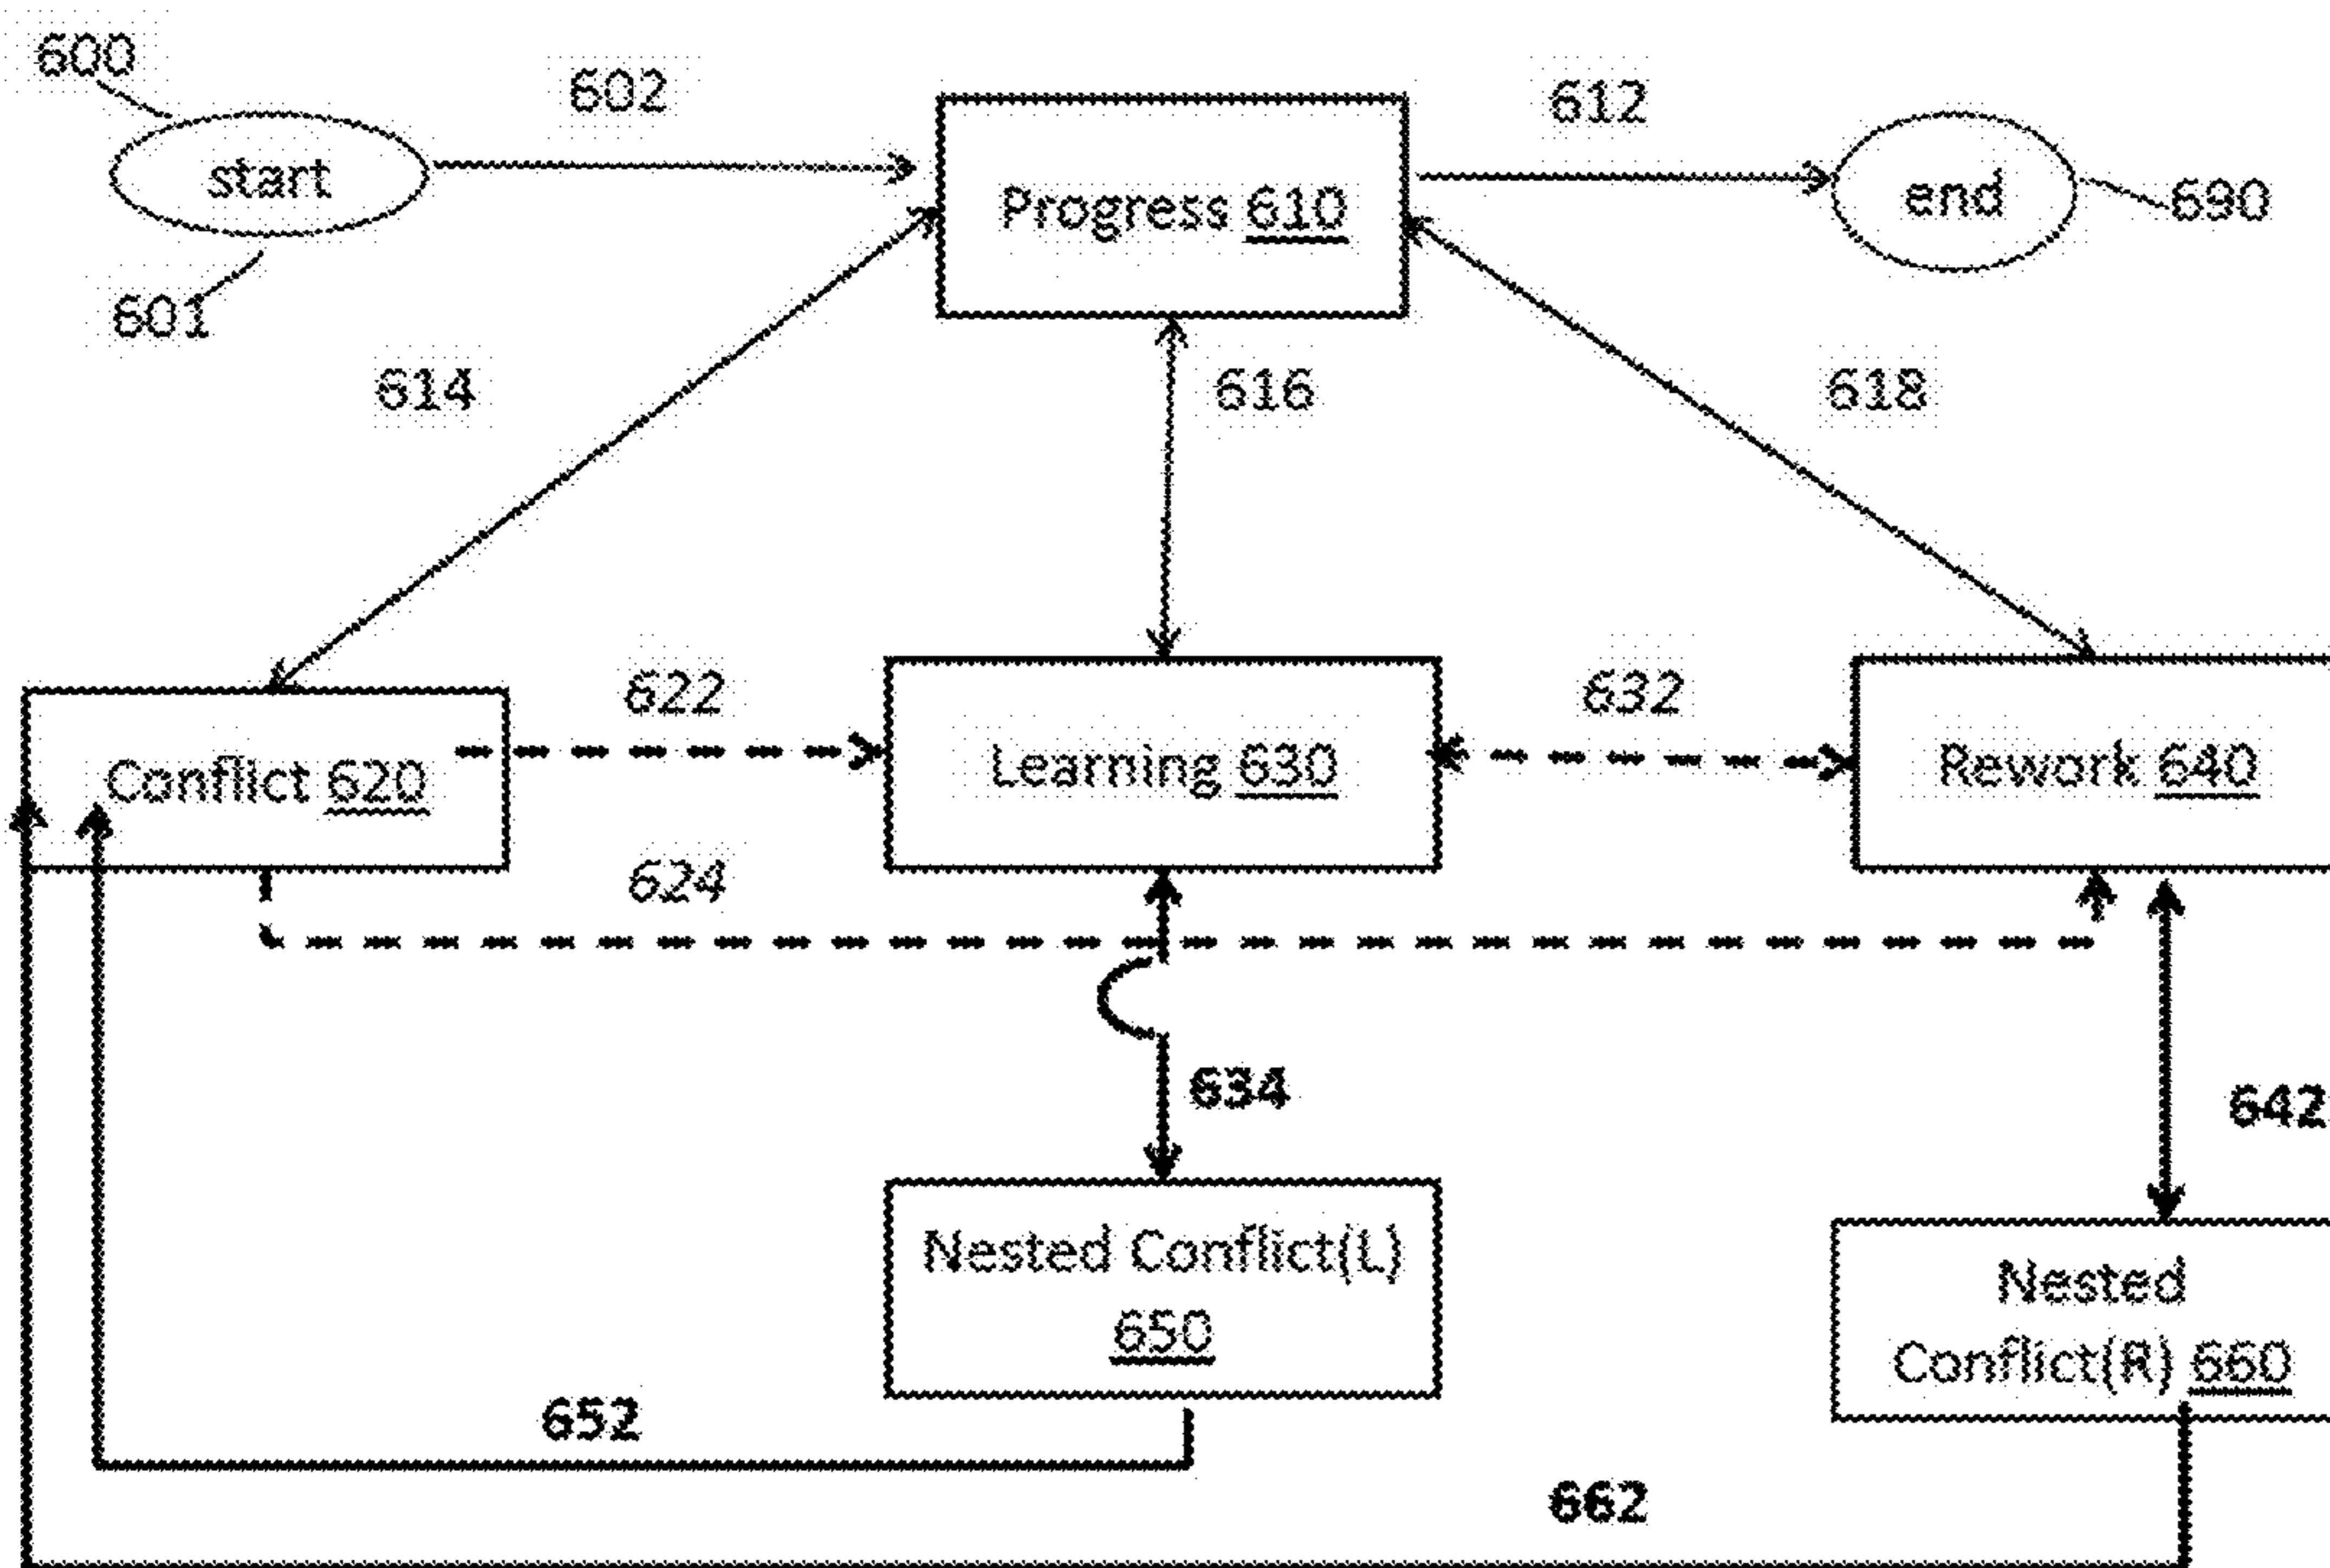 600
602
612
start
Progress 610
end
690
601
614
616
618
622
632
Conflict 620
Learning 630
Rework 640
624
634
642
Nested Conflict(L)
650
Nested
Conflict(R) 660
652
662